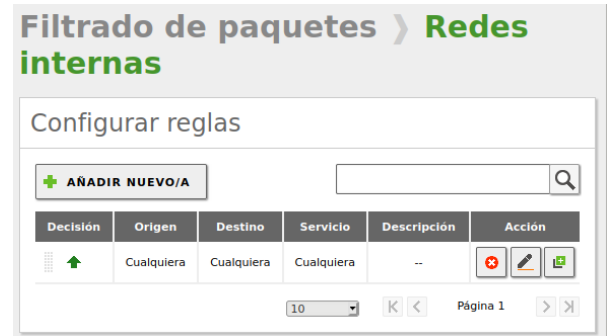 Filtrado de paquetes ❭ Redes
internas
Configurar reglas
AÑADIR NUEVO/A
Decisión Origen Destino Servicio Descripción Acción
Cualquiera Cualquiera Cualquiera --
10 Página 1